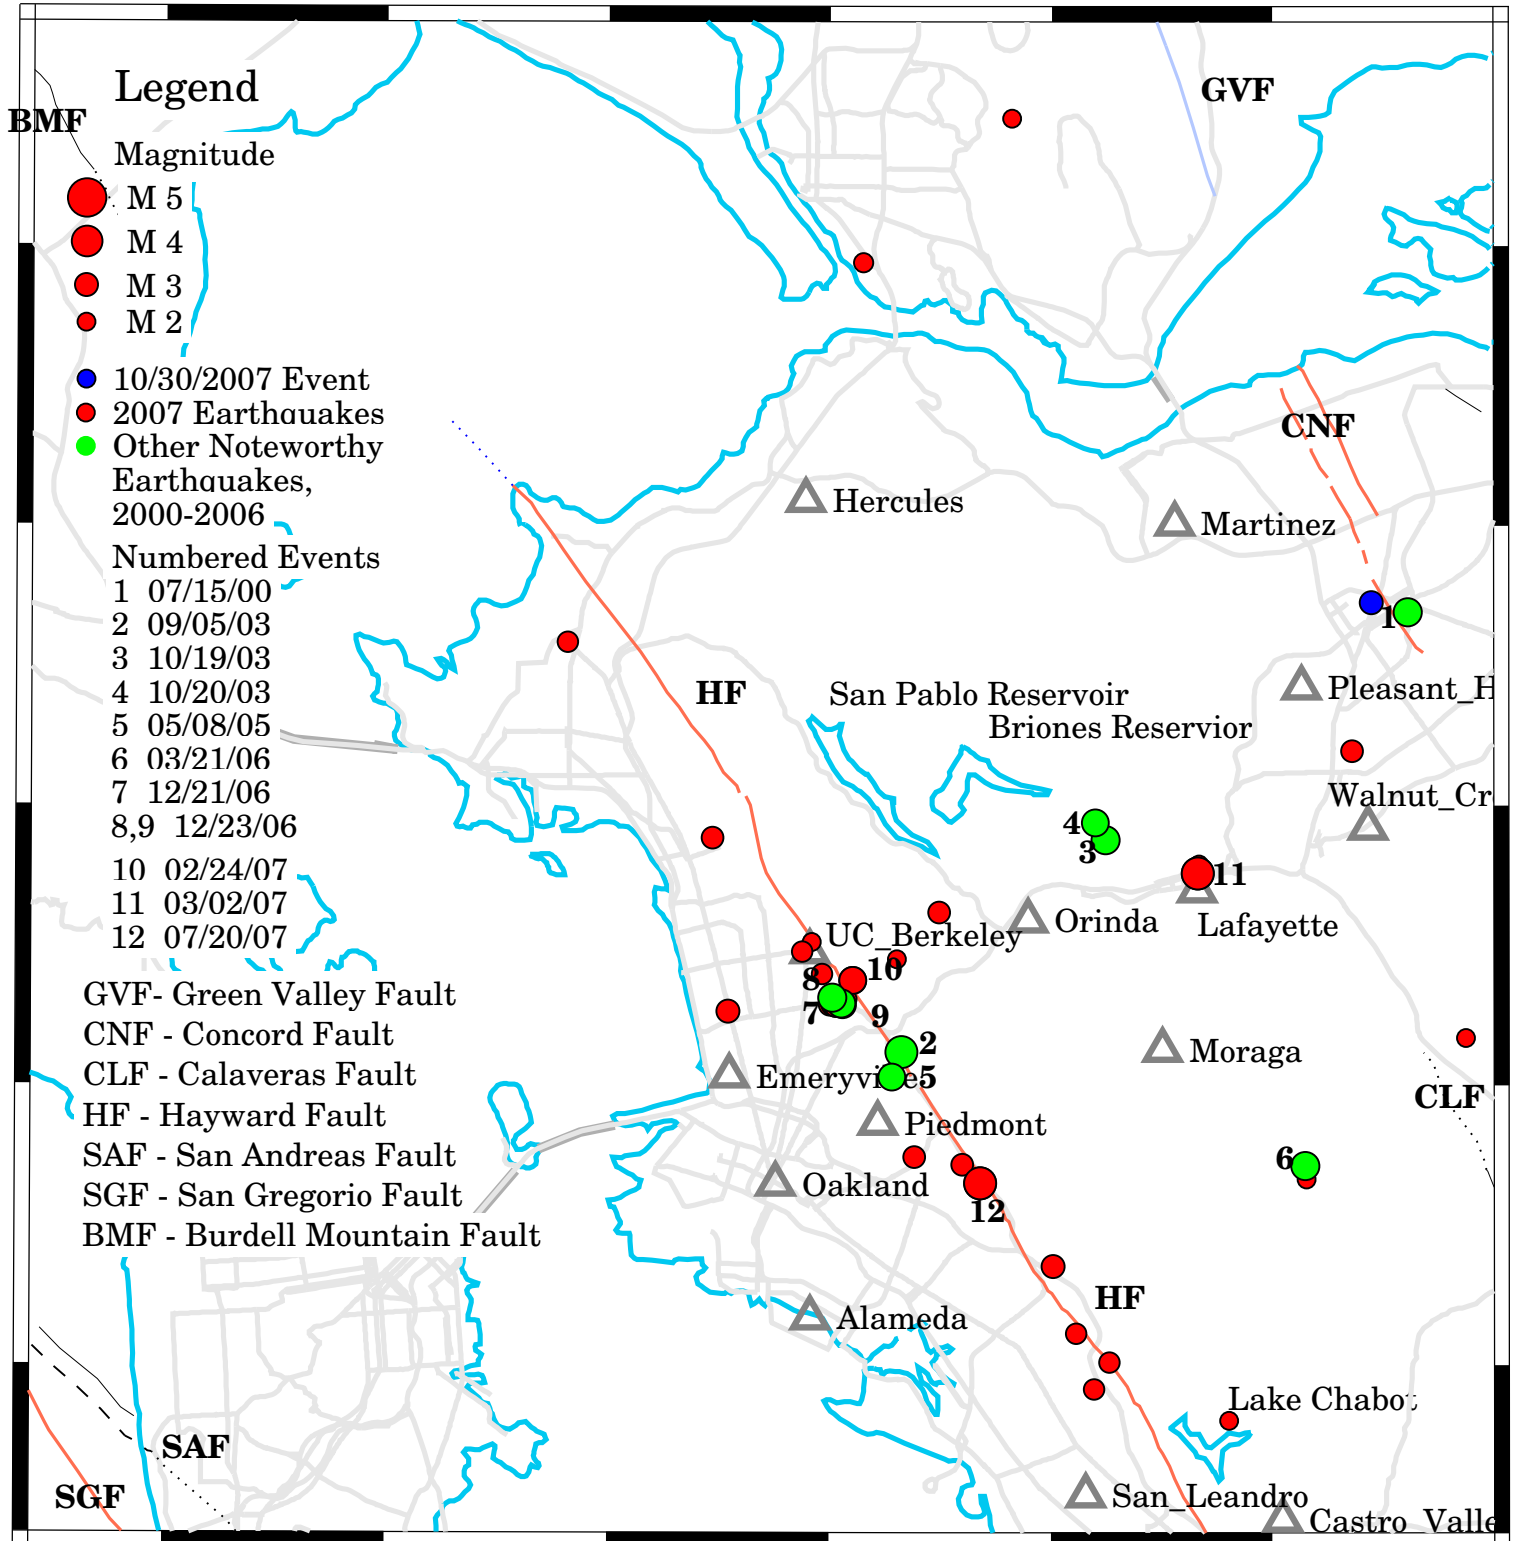 Legend
BMF
GVF
Magnitude
M 5
M 4
M 3
M 2
10/30/2007 Event
2007 Earthquakes
Other Noteworthy
Earthquakes,
2000-2006
Numbered Events
1 07/15/00
2 09/05/03
3 10/19/03
4 10/20/03
5 05/08/05
6 03/21/06
7 12/21/06
8,9 12/23/06
10 02/24/07
11 03/02/07
12 07/20/07
GVF- Green Valley Fault
CNF - Concord Fault
CLF - Calaveras Fault
HF - Hayward Fault
SAF - San Andreas Fault
SGF - San Gregorio Fault
BMF - Burdell Mountain Fault
CNF
Hercules
Martinez
1
Pleasant_H
HF
San Pablo Reservoir
Briones Reservior
Walnut_Cr
4
3
11
Orinda
Lafayette
UC_Berkeley
8
10
7
9
2
Moraga
Emeryville
5
CLF
Piedmont
6
Oakland
12
HF
Alameda
Lake Chabot
SAF
SGF
San_Leandro
Castro_Valle